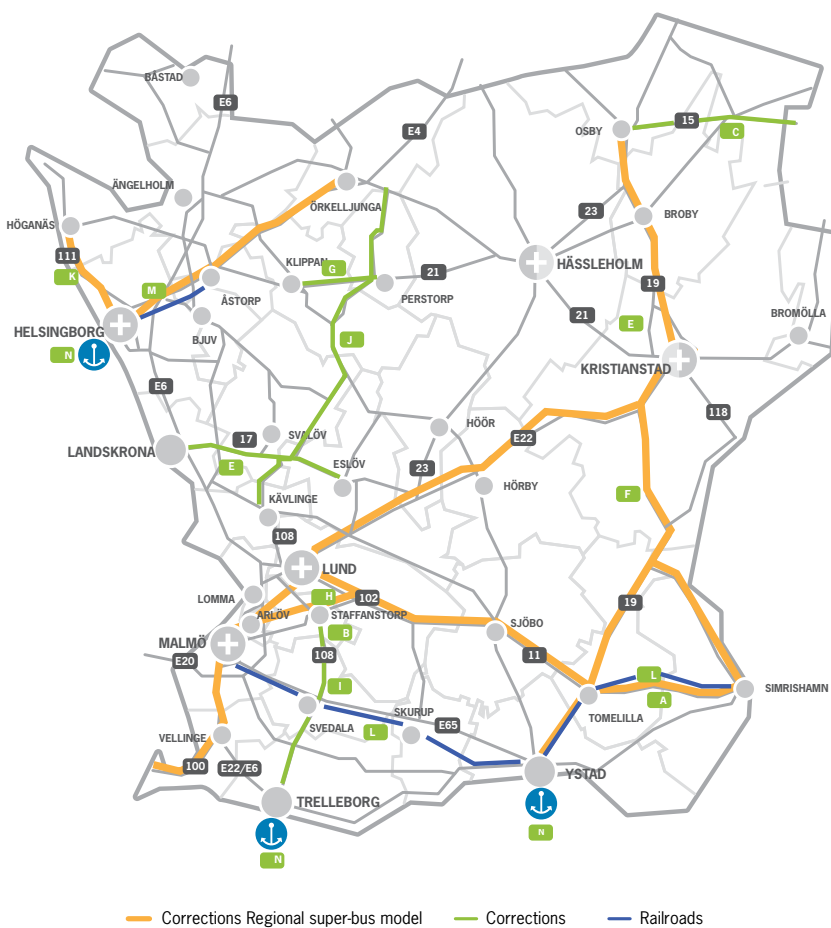 BÅSTAD
E6
E4
OSBY
15
C
ÄNGELHOLM
ÖRKELLJUNGA
HÖGANÄS
23
BROBY
111
K
KLIPPAN
G
21
HÄSSLEHOLM
M
ÅSTORP
PERSTORP
19
HELSINGBORG
21
E
BROMÖLLA
N
BJUV
J
KRISTIANSTAD
E6
118
17
SVALÖV
HÖÖR
E22
LANDSKRONA
E
ESLÖV
23
KÄVLINGE
HÖRBY
F
108
LUND
LOMMA
H
102
19
ARLÖV
STAFFANSTORP
SJÖBO
MALMÖ
B
E20
108
11
L
I
SIMRISHAMN
A
SVEDALA
SKURUP
TOMELILLA
VELLINGE
L
E65
100
E22/E6
YSTAD
TRELLEBORG
N
N
Corrections Regional super-bus model
Corrections
Railroads